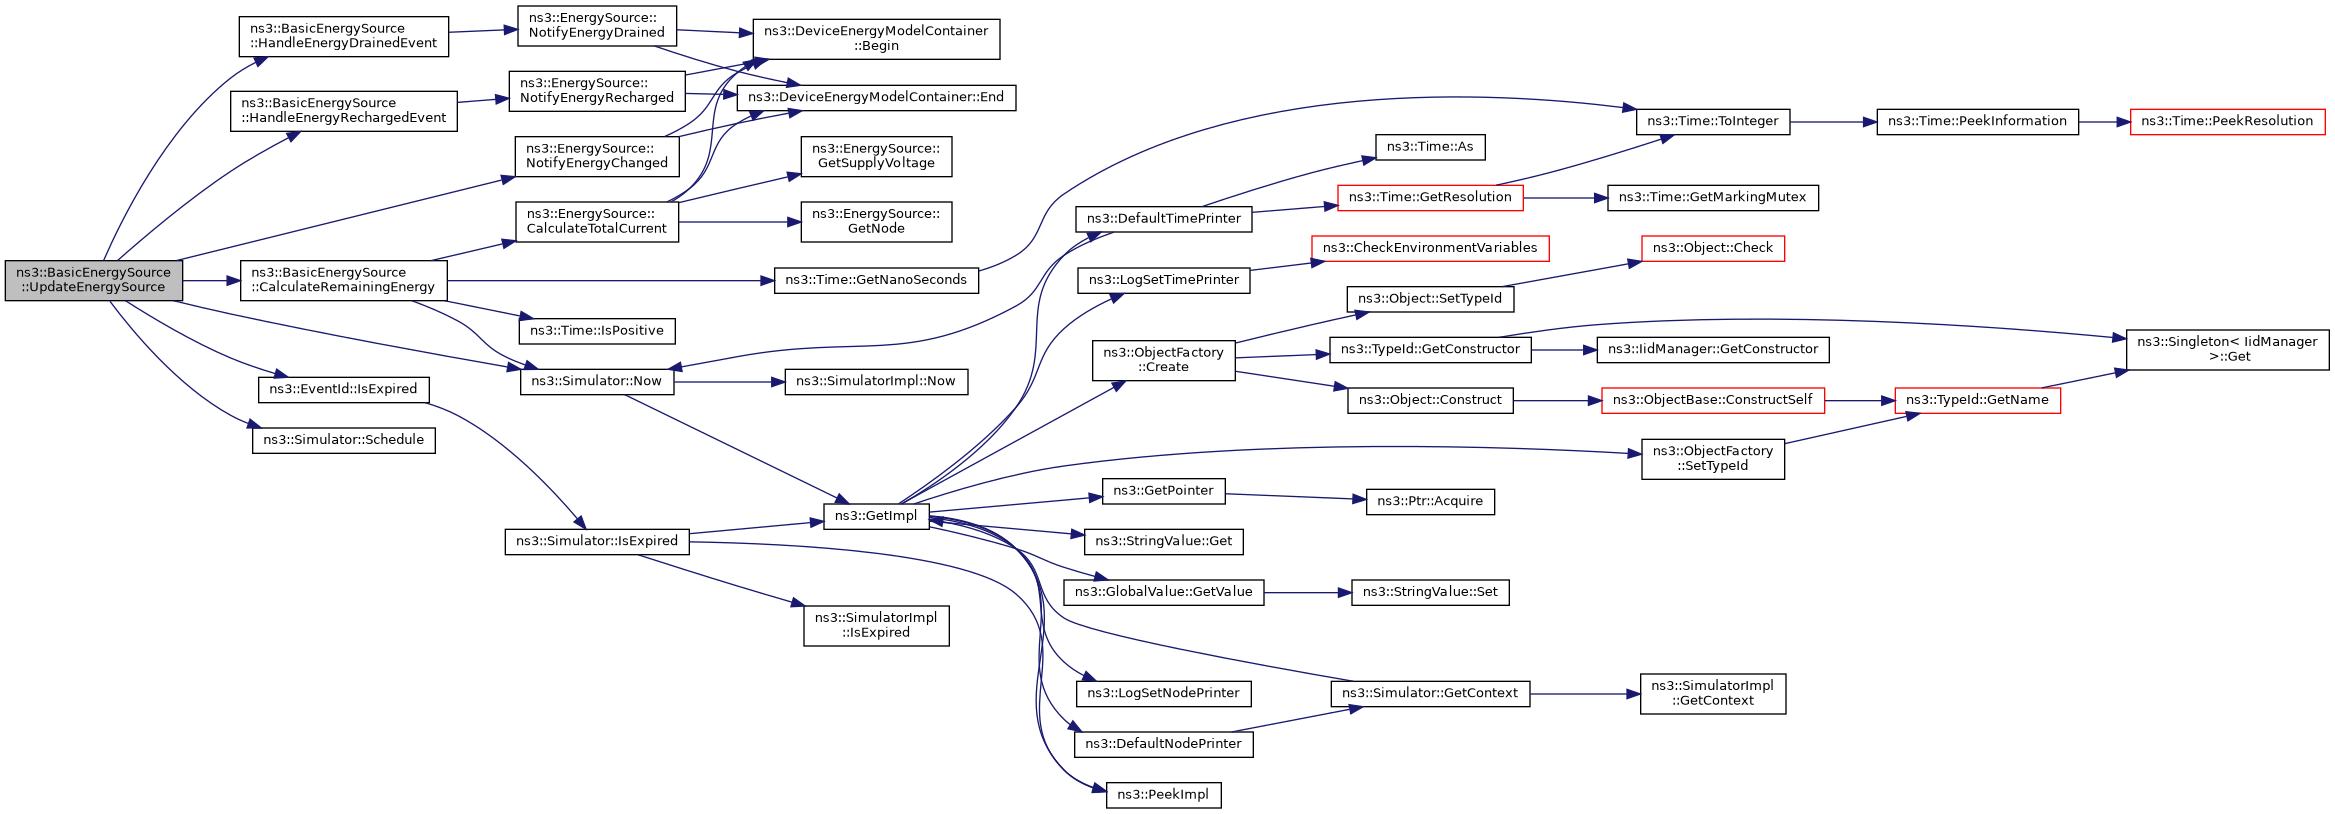 ns3::BasicEnergySource
::UpdateEnergySource
ns3::BasicEnergySource
::HandleEnergyDrainedEvent
ns3::BasicEnergySource
::HandleEnergyRechargedEvent
ns3::BasicEnergySource
::CalculateRemainingEnergy
ns3::EventId::IsExpired
ns3::Simulator::Schedule
ns3::EnergySource::
NotifyEnergyDrained
ns3::EnergySource::
NotifyEnergyRecharged
ns3::EnergySource::
NotifyEnergyChanged
ns3::EnergySource::
CalculateTotalCurrent
ns3::Time::IsPositive
ns3::Simulator::Now
ns3::Simulator::IsExpired
ns3::DeviceEnergyModelContainer
::Begin
ns3::DeviceEnergyModelContainer::End
ns3::EnergySource::
GetSupplyVoltage
ns3::EnergySource::
GetNode
ns3::Time::GetNanoSeconds
ns3::SimulatorImpl::Now
ns3::GetImpl
ns3::SimulatorImpl
::IsExpired
ns3::DefaultTimePrinter
ns3::LogSetTimePrinter
ns3::ObjectFactory
::Create
ns3::GetPointer
ns3::StringValue::Get
ns3::GlobalValue::GetValue
ns3::LogSetNodePrinter
ns3::DefaultNodePrinter
ns3::PeekImpl
ns3::Time::As
ns3::Time::GetResolution
ns3::CheckEnvironmentVariables
ns3::Object::SetTypeId
ns3::TypeId::GetConstructor
ns3::Object::Construct
ns3::Ptr::Acquire
ns3::StringValue::Set
ns3::Simulator::GetContext
ns3::Time::ToInteger
ns3::Time::GetMarkingMutex
ns3::Object::Check
ns3::IidManager::GetConstructor
ns3::ObjectBase::ConstructSelf
ns3::ObjectFactory
::SetTypeId
ns3::SimulatorImpl
::GetContext
ns3::Time::PeekInformation
ns3::TypeId::GetName
ns3::Time::PeekResolution
ns3::Singleton< IidManager
>::Get